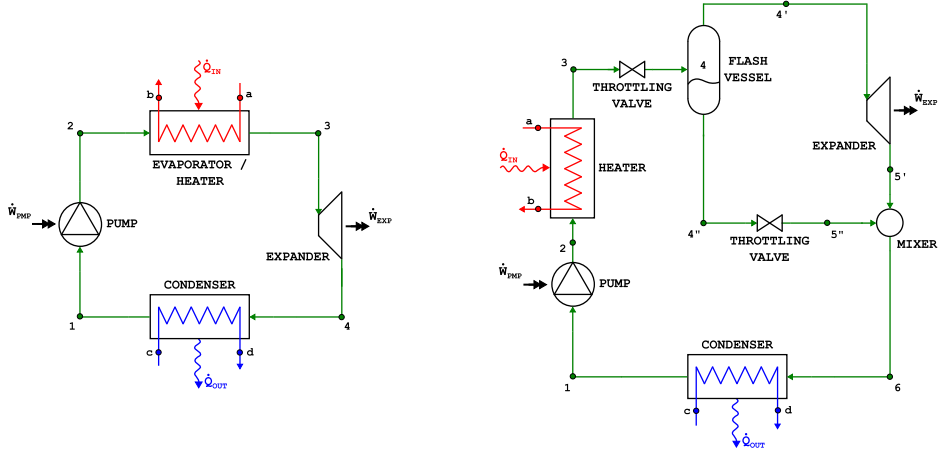 Q̇IN
b
a
2
3
EVAPORATOR /
HEATER
ẆPMP
PUMP
ẆEXP
EXPANDER
CONDENSER
1
4
c
d
Q̇OUT
4'
3
4
FLASH
VESSEL
THROTTLING
VALVE
ẆEXP
a
EXPANDER
Q̇IN
HEATER
5'
b
4"
5"
2
THROTTLING
VALVE
MIXER
ẆPMP
PUMP
CONDENSER
1
6
c
d
Q̇OUT